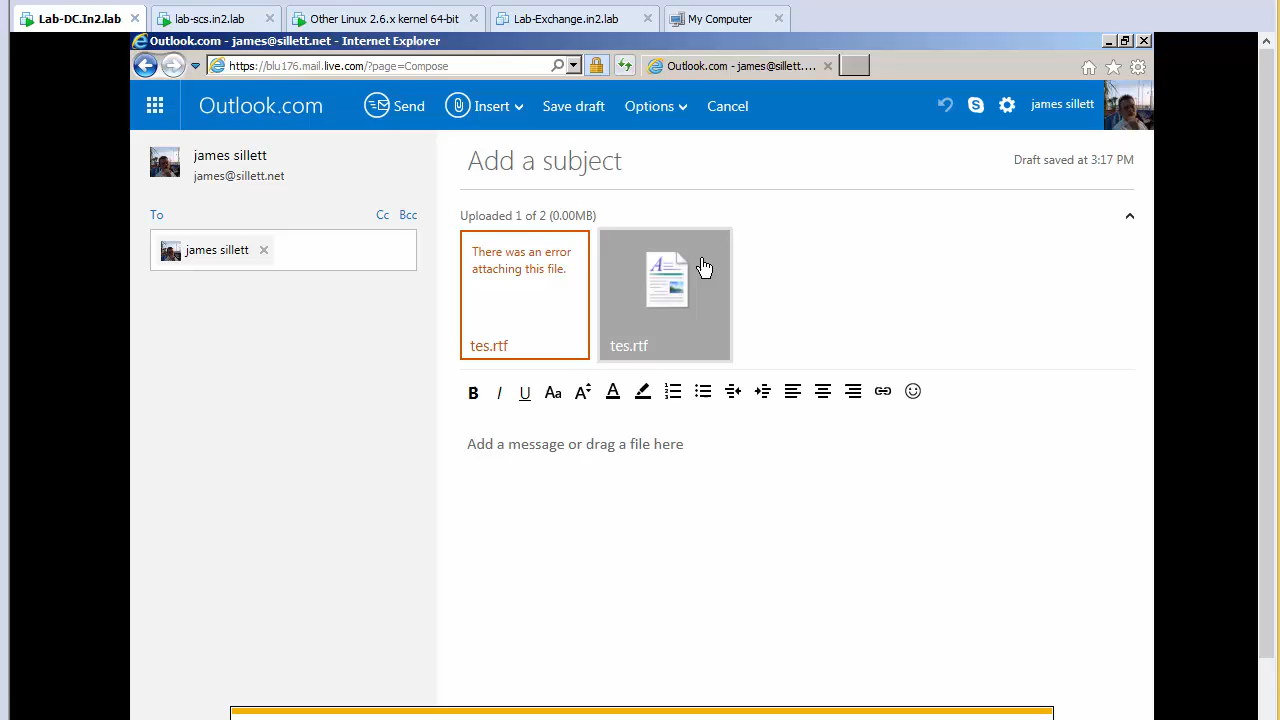 Lab-DC.In2.lab
lab-scs.in2.lab
Other Linux 2.6.x kernel 64-bit
Lab-Exchange.in2.lab
My Computer
Outlook.com - james@sillett.net - Internet Explorer
https://blu176.mail.live.com/?page=Compose
Outlook.com - james@sillett....
Outlook.com
Send
Insert
Save draft
Options
Cancel
james sillett
james sillett
james@sillett.net
To
Cc
Bcc
james sillett
Add a subject
Draft saved at 3:17 PM
Uploaded 1 of 2 (0.00MB)
There was an error
attaching this file.
tes.rtf
tes.rtf
B I U Aa A A
Add a message or drag a file here